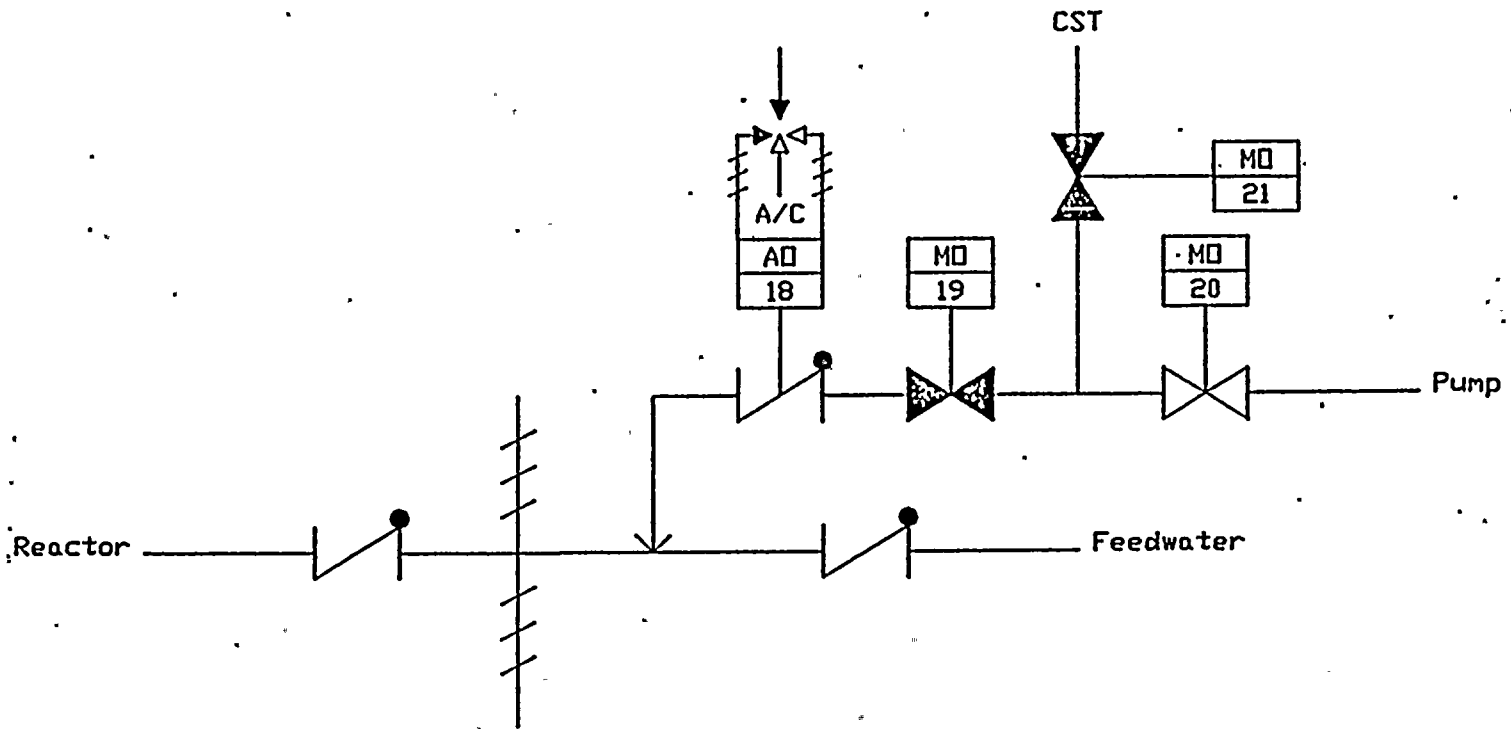 CST
MO
21
A/C
AO
18
MO
19
MO
20
Pump
Reactor
Feedwater